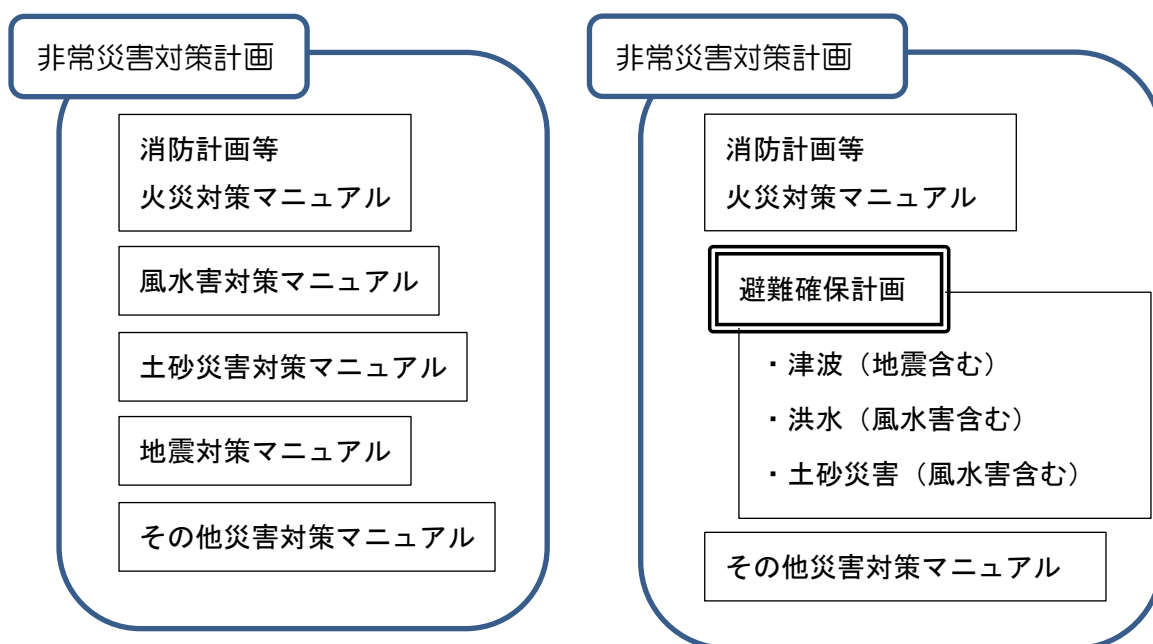 非常災害対策計画
消防計画等
火災対策マニュアル
風水害対策マニュアル
土砂災害対策マニュアル
地震対策マニュアル
その他災害対策マニュアル
非常災害対策計画
消防計画等
火災対策マニュアル
避難確保計画
・津波（地震含む）
・洪水（風水害含む）
・土砂災害（風水害含む）
その他災害対策マニュアル